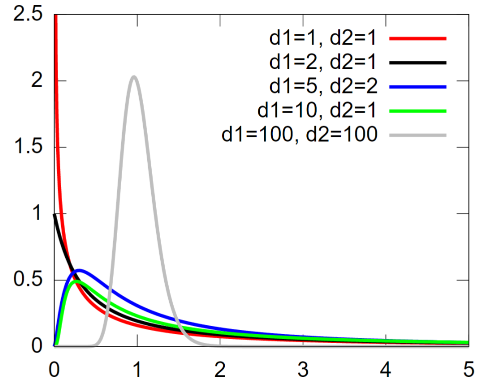 2.5
2
1.5
1
0.5
0
0 1 2 3 4 5
d1=1, d2=1
d1=2, d2=1
d1=5, d2=2
d1=10, d2=1
d1=100, d2=100